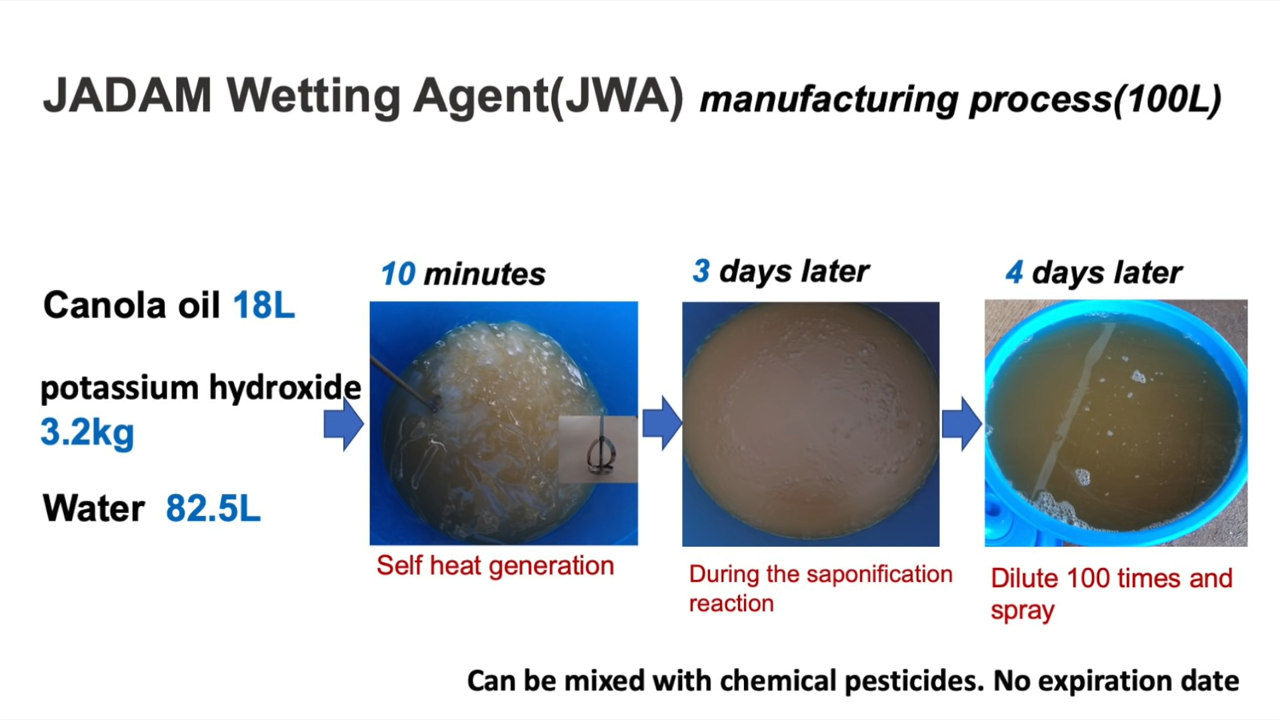 JADAM Wetting Agent(JWA) manufacturing process(100L)
10 minutes
3 days later
4 days later
Canola oil 18L
potassium hydroxide
3.2kg
Water 82.5L
Self heat generation
During the saponification
reaction
Dilute 100 times and
spray
Can be mixed with chemical pesticides. No expiration date